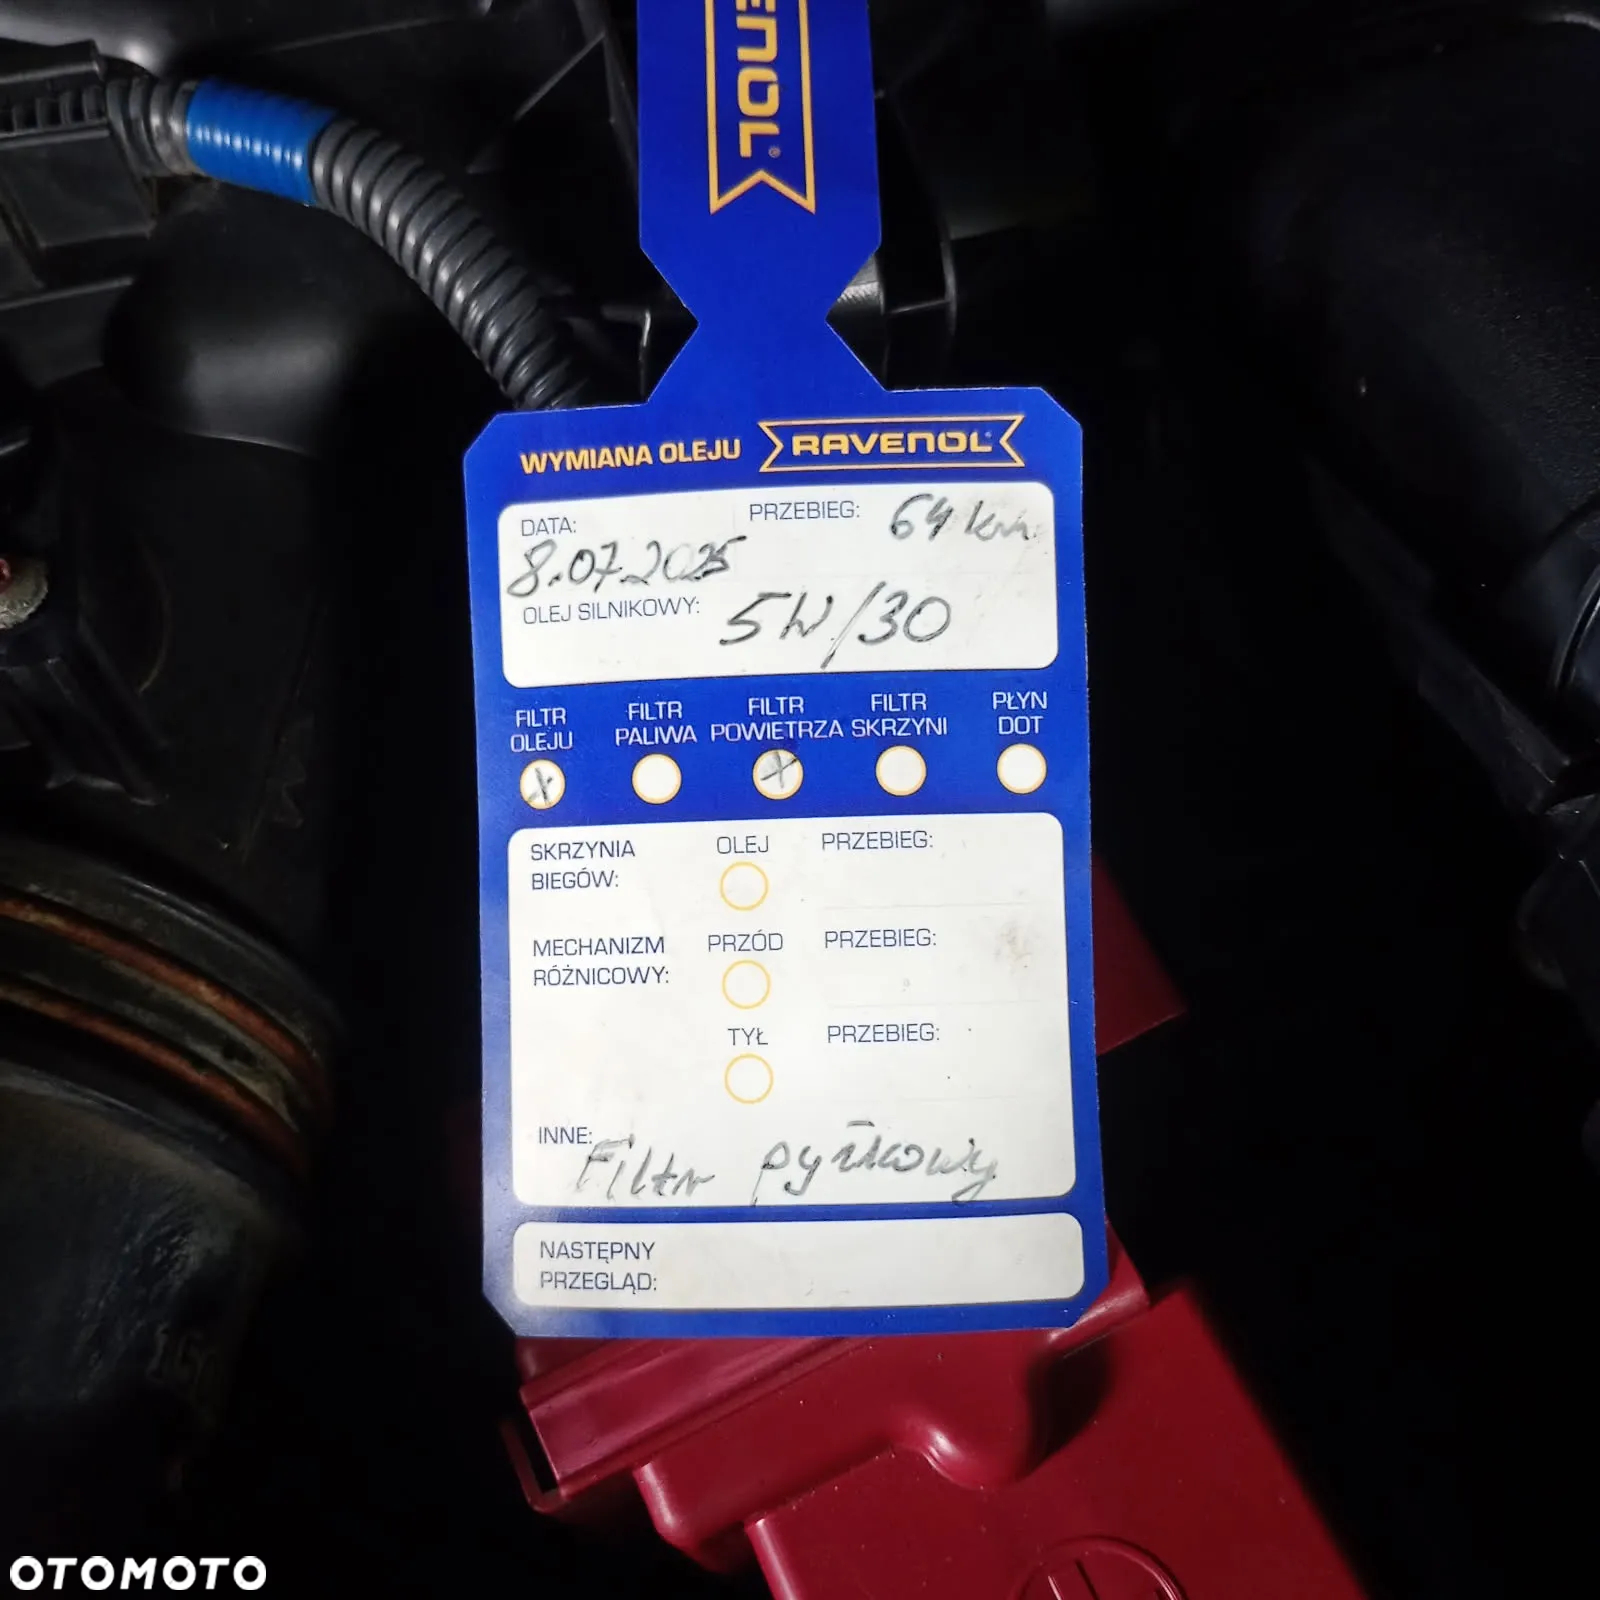 ENOL
WYMIANA OLEJU RAVENOL
DATA: PRZEBIEG: 64 km
8.07.2025
OLEJ SILNIKOWY: 5W/30
FILTR OLEJU
FILTR PALIWA
FILTR POWIETRZA
FILTR SKRZYNI
PŁYN DOT
X X
SKRZYNIA BIEGÓW: OLEJ PRZEBIEG:
MECHANIZM RÓŻNICOWY: PRZÓD PRZEBIEG:
TYŁ PRZEBIEG:
INNE: Filtr pyłkowy
NASTĘPNY
PRZEGLĄD:
OTOMOTO